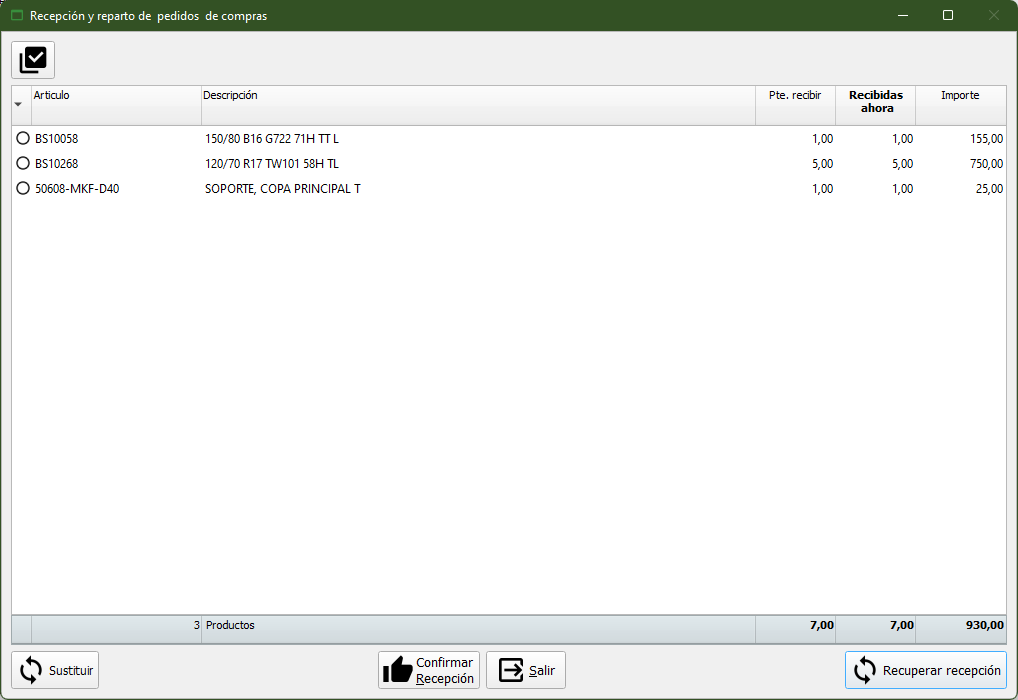 Recepción y reparto de  pedidos  de compras
Articulo Descripción Pte. recibir Recibidas ahora Importe
BS10058 150/80 B16 G722 71H TT L 1,00 1,00 155,00
BS10268 120/70 R17 TW101 58H TL 5,00 5,00 750,00
50608-MKF-D40 SOPORTE, COPA PRINCIPAL T 1,00 1,00 25,00
3 Productos 7,00 7,00 930,00
Sustituir Confirmar Recepción Salir Recuperar recepción